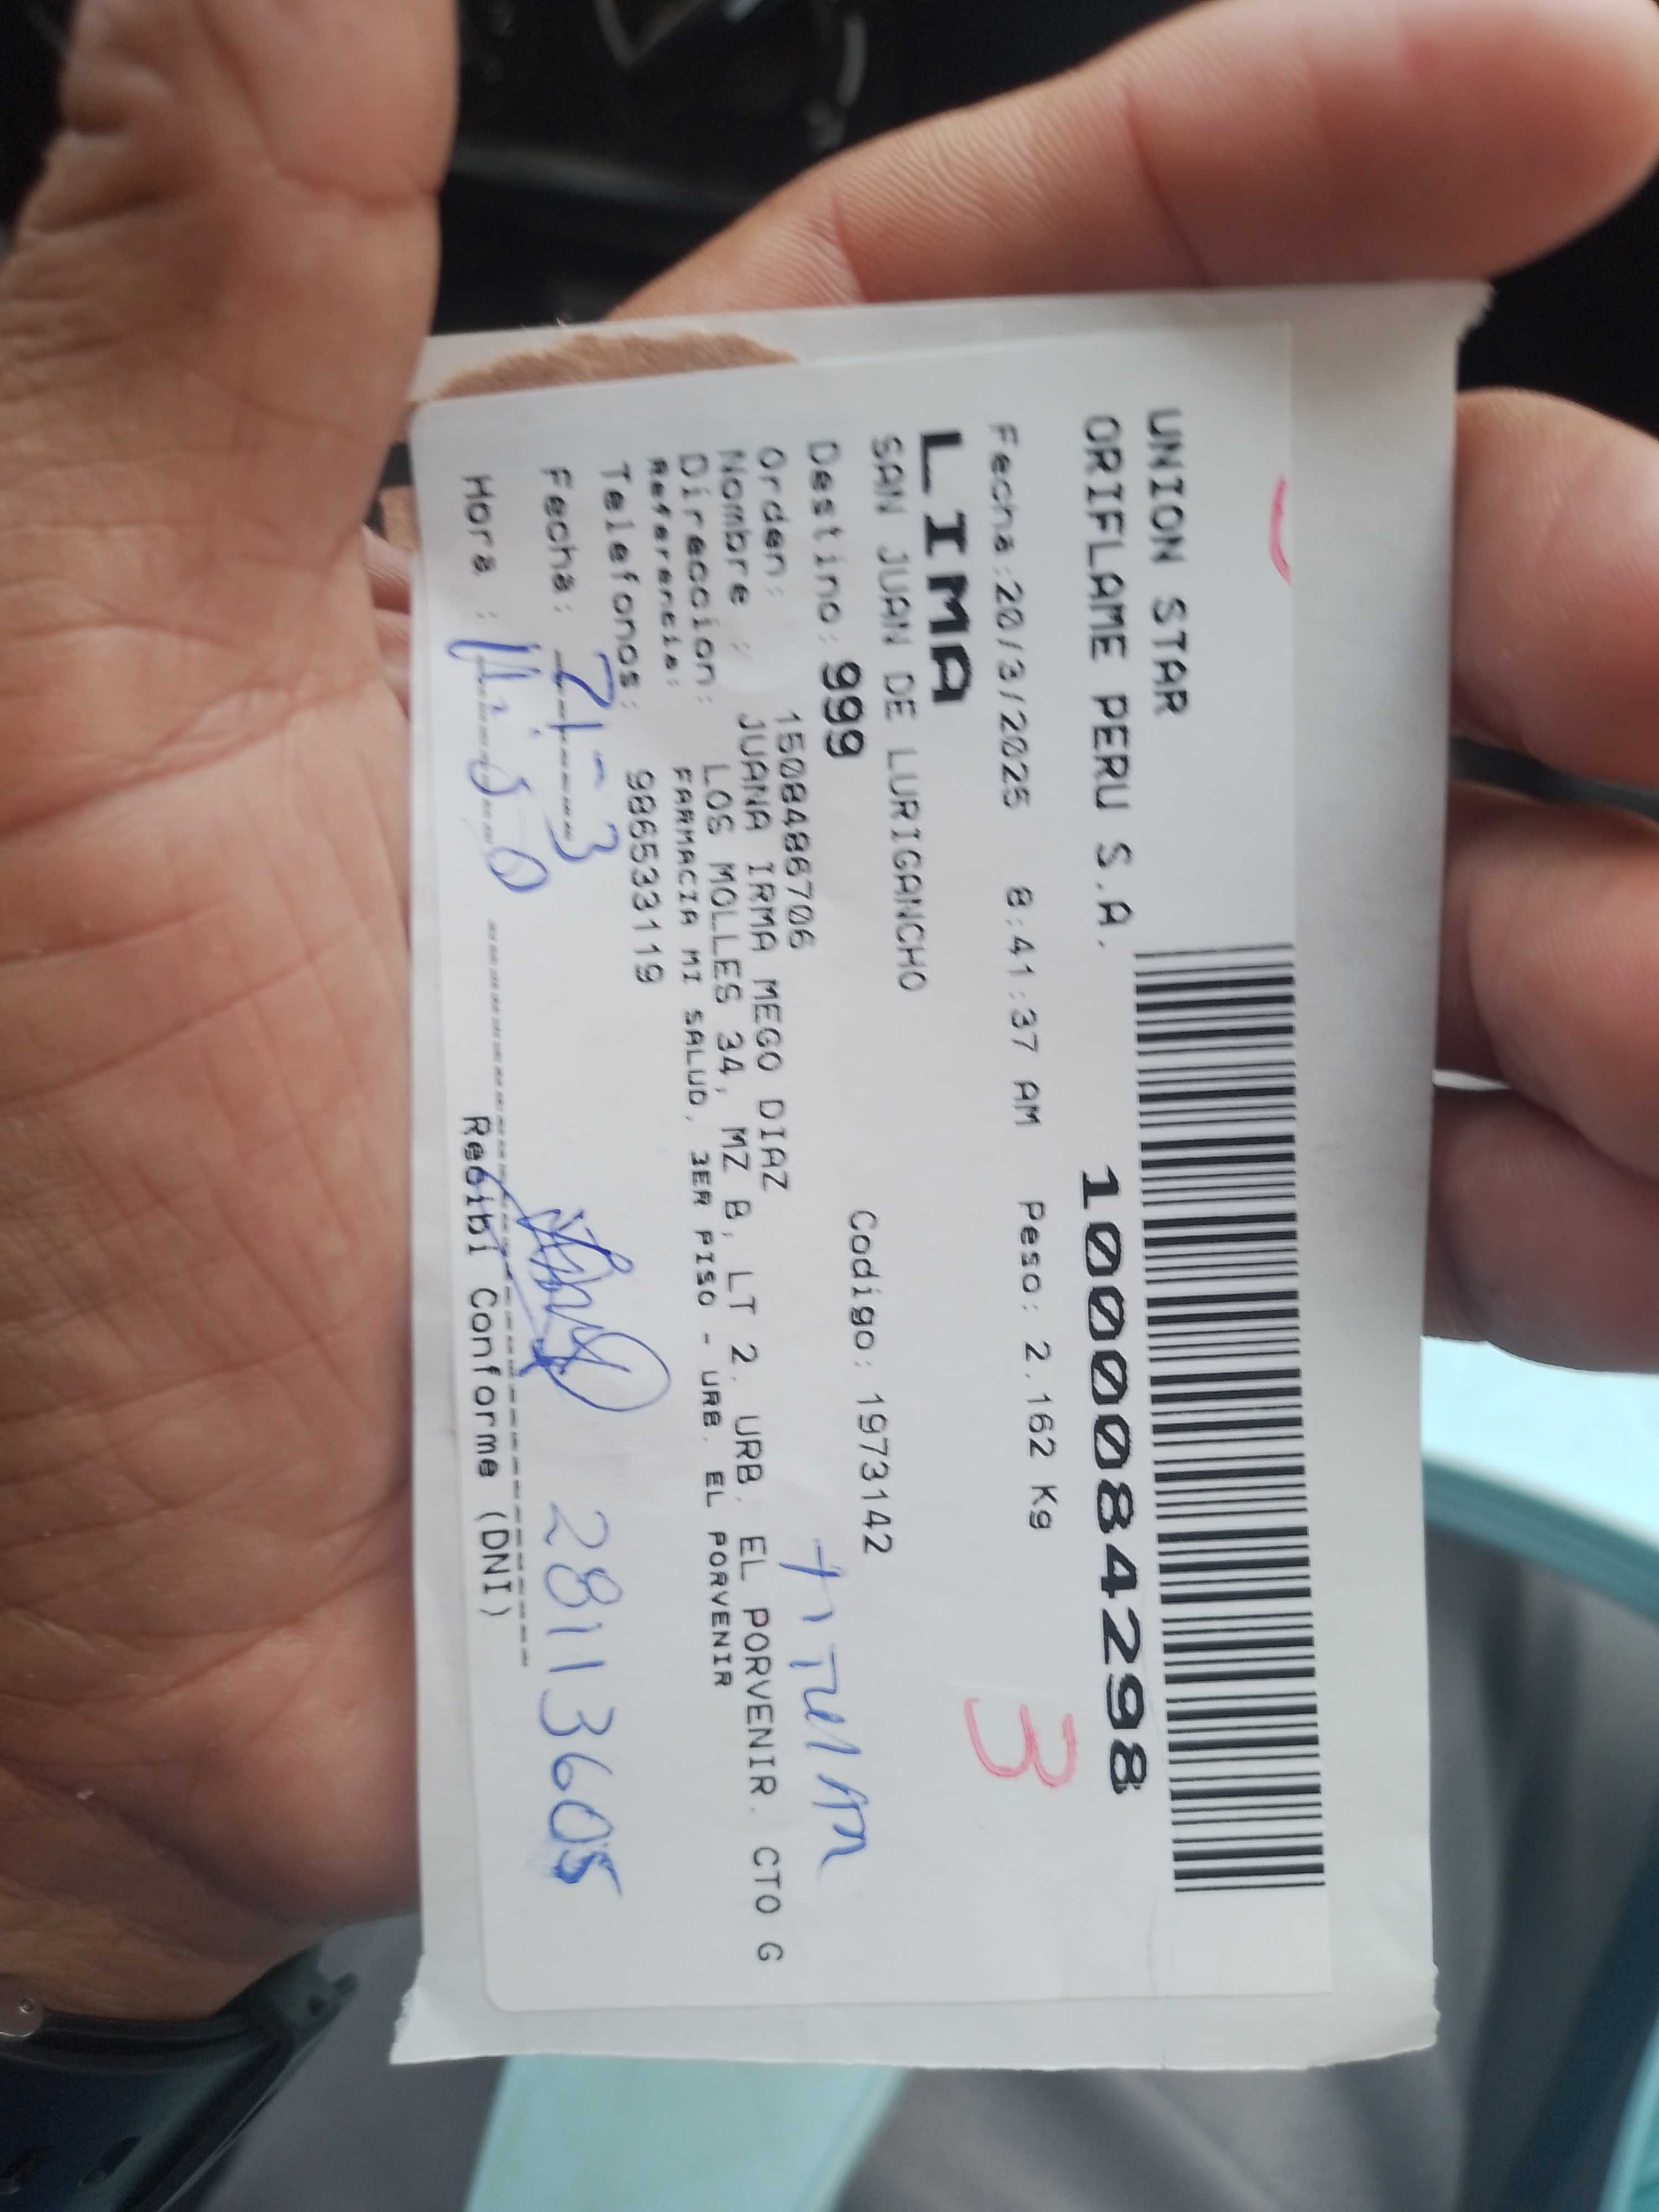 UNION STAR
ORIFLAME PERU S.A.
1000084298
Fecha:20/3/2025 8:41:37 AM Peso: 2.162 Kg
3
LIMA
SAN JUAN DE LURIGANCHO
Destino: 999 Codigo: 1973142
Orden: 15084486706
Nombre : JUANA IRMA MEGO DIAZ
Direccion: LOS MOLLES 34, MZ B, LT 2. URB. EL PORVENIR. CTO G
Referencia: FARMACIA MI SALUD, 3ER PISO - URB. EL PORVENIR
Telefonos: 986533119
Fecha: 21-3
28113605
Hora :
Recibi Conforme (DNI)